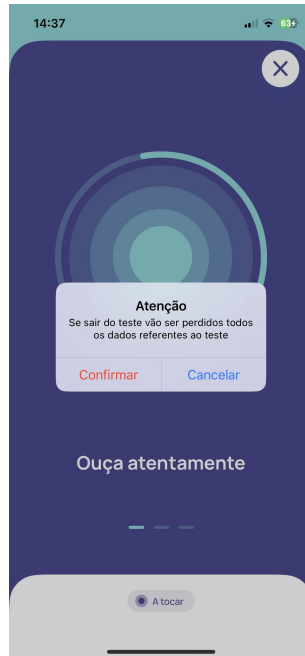 14:37
63
Atenção
Se sair do teste vão ser perdidos todos
os dados referentes ao teste
Confirmar
Cancelar
Ouça atentamente
A tocar